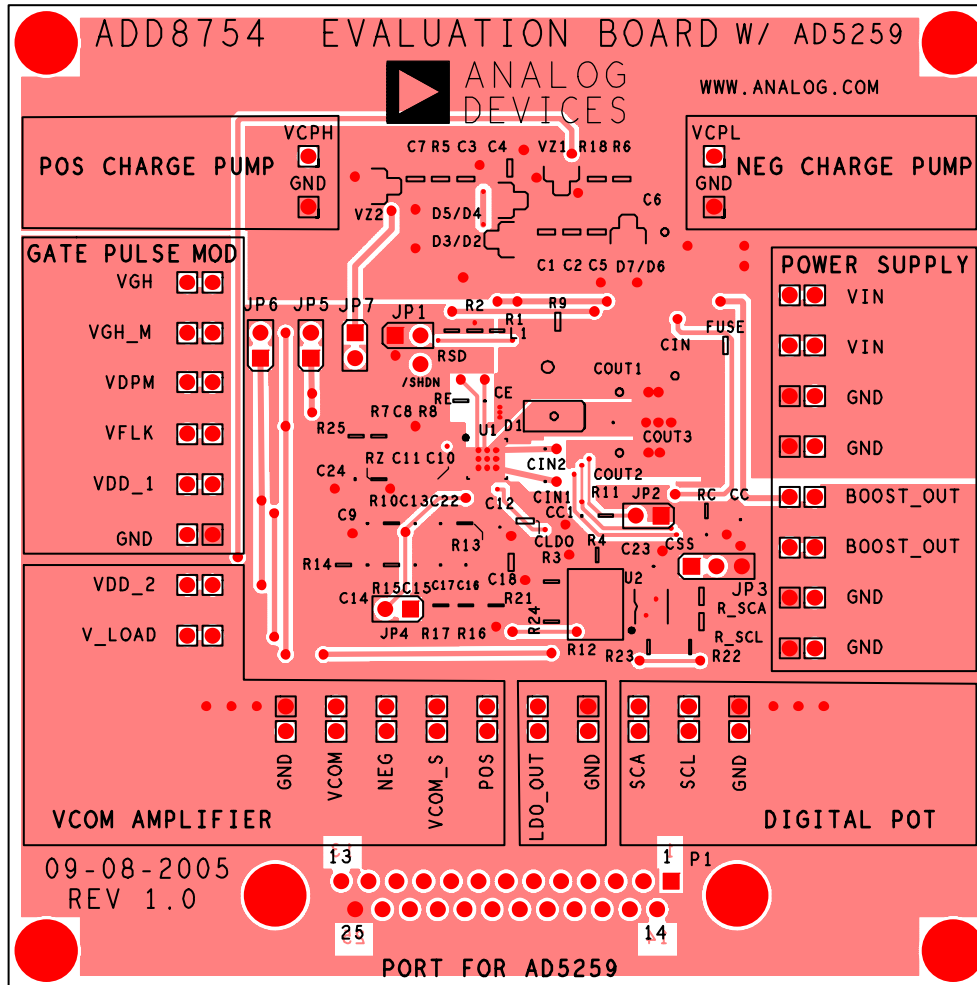 ADD8754 EVALUATION BOARD W/ AD5259
ANALOG
DEVICES
WWW.ANALOG.COM
VCPH
POS CHARGE PUMP
GND
VCPL
NEG CHARGE PUMP
GND
C7 R5 C3 C4 VZ1 R18 R6
VZ2
D5/D4
D3/D2
C6
C1 C2 C5 D7/D6
GATE PULSE MOD
VGH
VGH_M
VDPM
VFLK
VDD_1
GND
VDD_2
V_LOAD
POWER SUPPLY
VIN
VIN
GND
GND
BOOST_OUT
BOOST_OUT
GND
GND
JP6 JP5 JP7 JP1
R2 R1 L1 R9
RSD
/SHDN
CIN
FUSE
COUT1
RE CE
R7 C8 R8
U1 D1
R25
COUT3
RZ C11 C10
CIN2
COUT2
C24
R10 C13 C22
C12
CIN1
R11
JP2
RC CC
C9
CC1
R13
CLDO
R4
R3
C23
CSS
R14
C18
U2
JP3
C14
R15 C15 C17 C16
R21
R24
R_SCA
JP4
R17 R16
R12
R23
R22
R_SCL
GND
VCOM
NEG
VCOM_S
POS
LDO_OUT
GND
SCA
SCL
GND
VCOM AMPLIFIER
DIGITAL POT
09-08-2005
REV 1.0
13
1
P1
25
14
PORT FOR AD5259